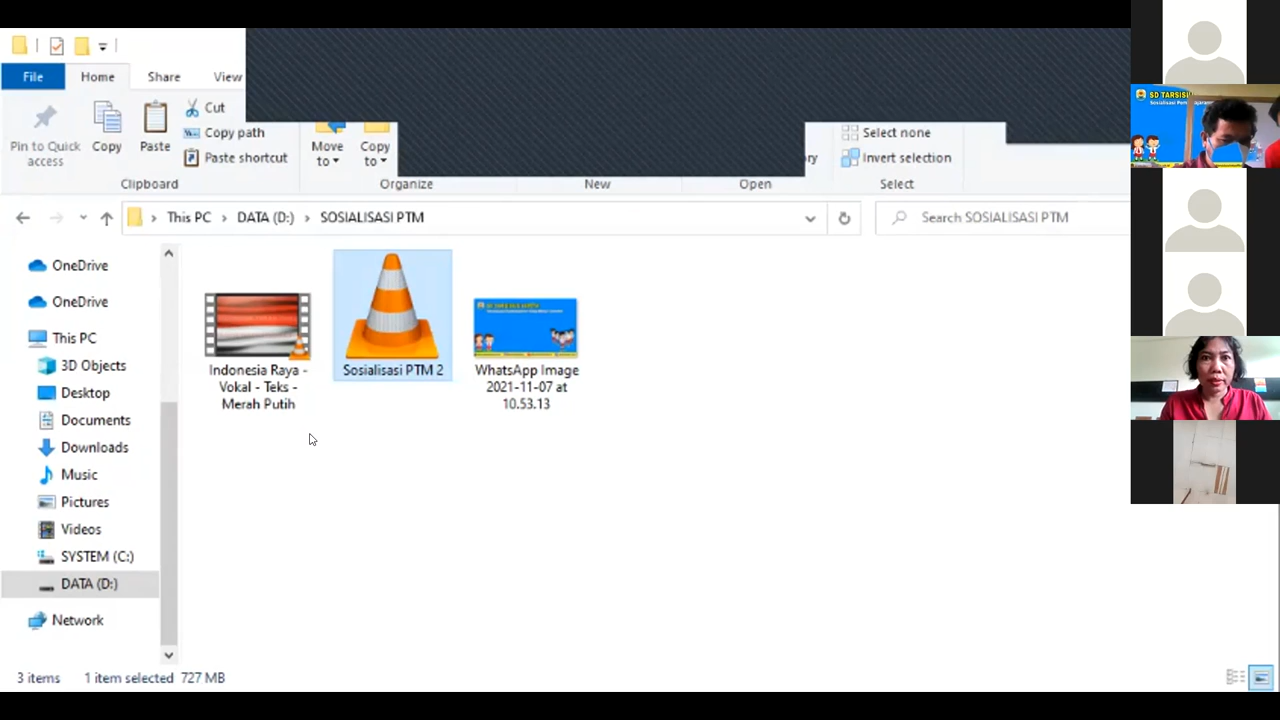 File Home Share View
Pin to Quick access
Copy
Paste
Cut
Copy path
Paste shortcut
Move to
Copy to
Select none
Invert selection
Clipboard Organize New Open Select
This PC DATA (D:) SOSIALISASI PTM
Search SOSIALISASI PTM
OneDrive
OneDrive
This PC
3D Objects
Desktop
Documents
Downloads
Music
Pictures
Videos
SYSTEM (C:)
DATA (D:)
Network
Indonesia Raya -
Vokal - Teks -
Merah Putih
Sosialisasi PTM 2
WhatsApp Image
2021-11-07 at
10.53.13
3 items 1 item selected 727 MB
SD TARSISI